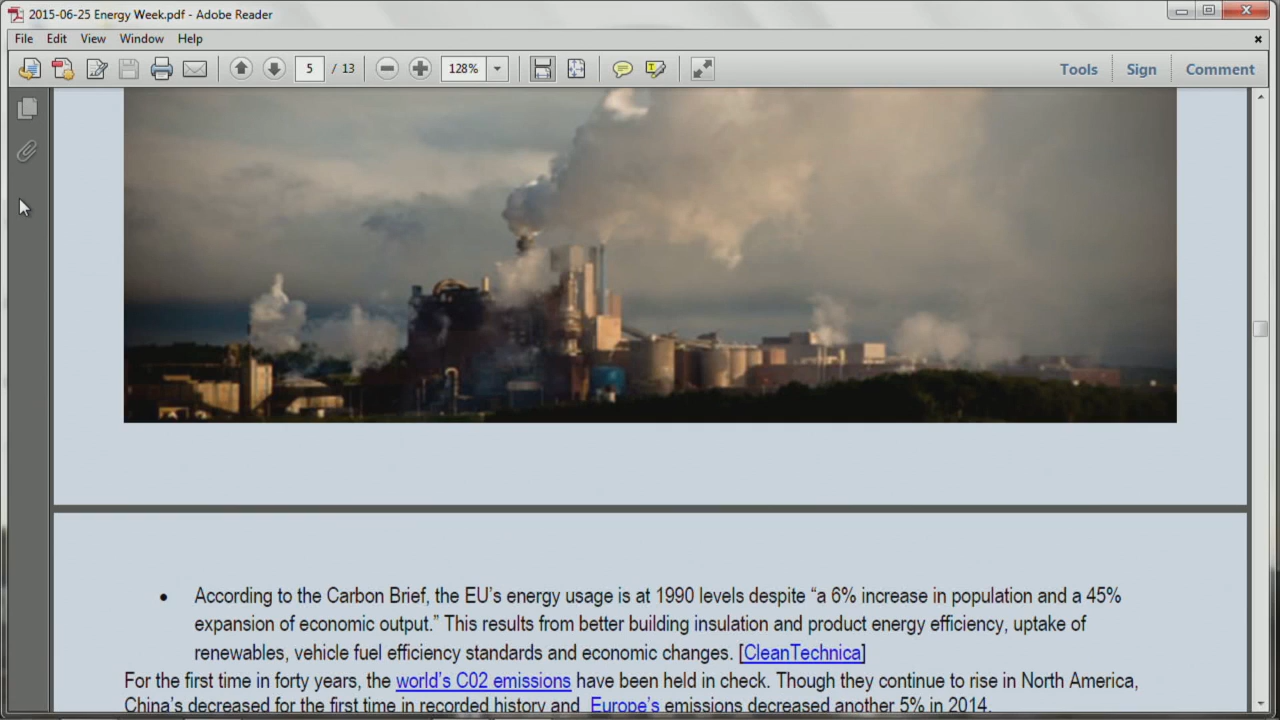 2015-06-25 Energy Week.pdf - Adobe Reader
File Edit View Window Help
5 / 13 128% Tools Sign Comment
• According to the Carbon Brief, the EU’s energy usage is at 1990 levels despite “a 6% increase in population and a 45%
expansion of economic output.” This results from better building insulation and product energy efficiency, uptake of
renewables, vehicle fuel efficiency standards and economic changes. [CleanTechnica]
For the first time in forty years, the world’s C02 emissions have been held in check. Though they continue to rise in North America,
China’s decreased for the first time in recorded history and Europe’s emissions decreased another 5% in 2014.